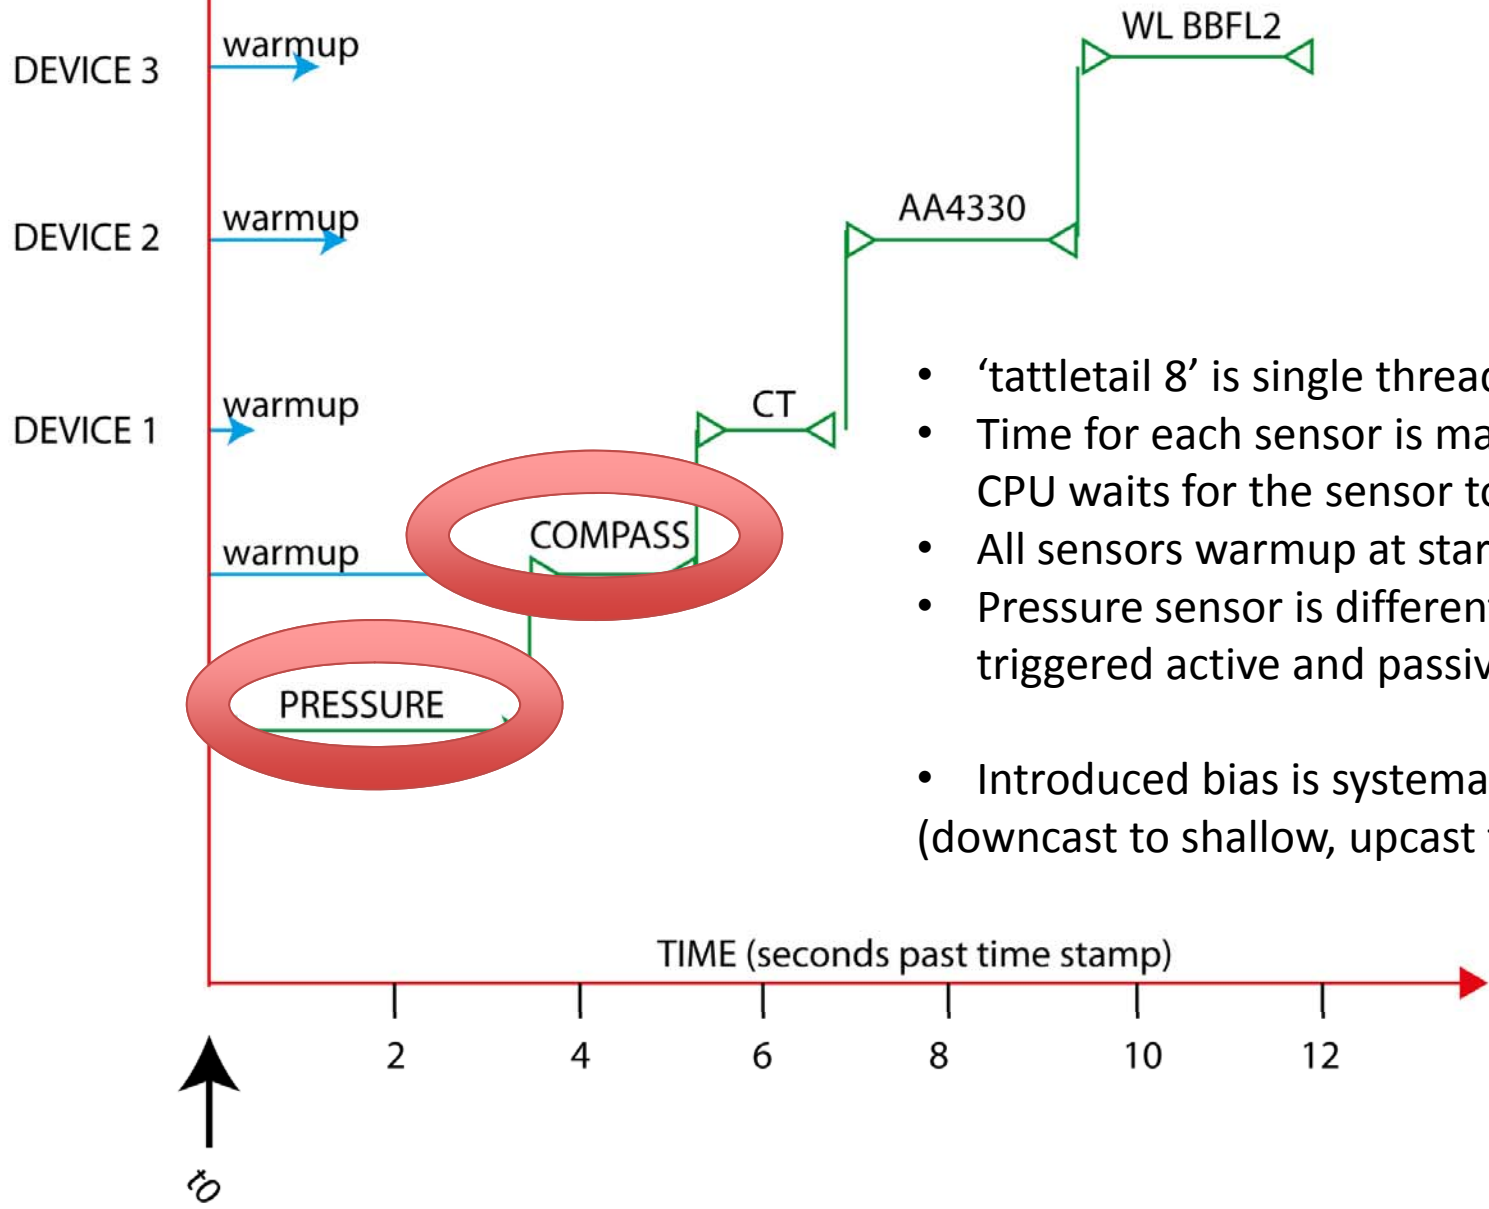 WL BBFL2
warmup
DEVICE 3
AA4330
warmup
DEVICE 2
CT
warmup
DEVICE 1
COMPASS
warmup
PRESSURE
• ‘tattletail 8’ is single
• Time for each sensor is
CPU waits for the sensor
• All sensors warmup at
• Pressure sensor is
triggered active and
• Introduced bias is
(downcast to shallow, upcast
TIME (seconds past time stamp)
2 4 6 8 10 12
t0